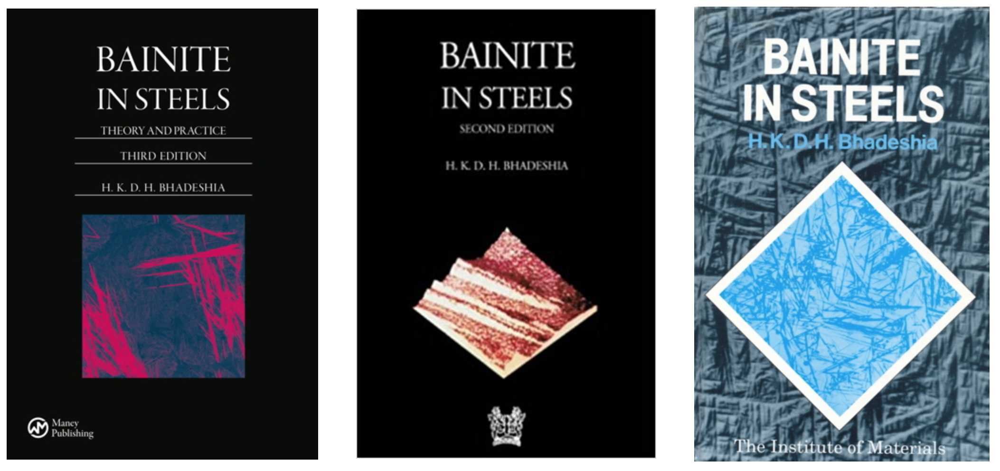 BAINITE
IN STEELS
THEORY AND PRACTICE
THIRD EDITION
H. K. D. H. BHADESHIA
Maney
Publishing
BAINITE
IN STEELS
SECOND EDITION
H. K. D. H. BHADESHIA
BAINITE
IN STEELS
H. K. D. H. Bhadeshia
The Institute of Materials